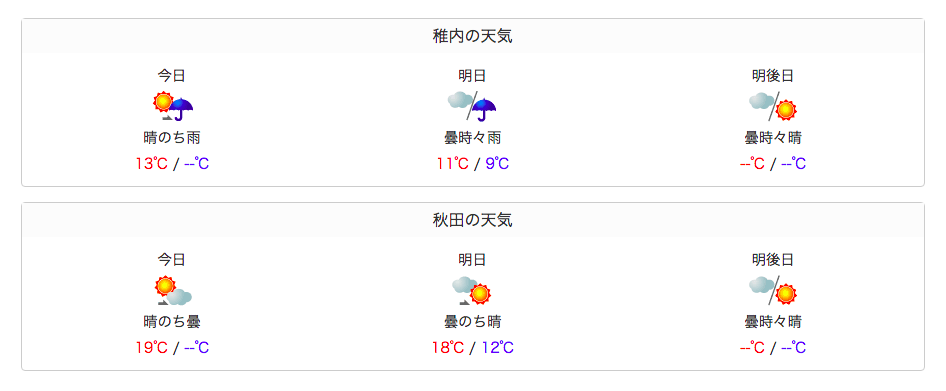 稚内の天気
今日 明日 明後日
晴のち雨 曇時々雨 曇時々晴
13℃ / --℃ 11℃ / 9℃ --℃ / --℃
秋田の天気
今日 明日 明後日
晴のち曇 曇のち晴 曇時々晴
19℃ / --℃ 18℃ / 12℃ --℃ / --℃